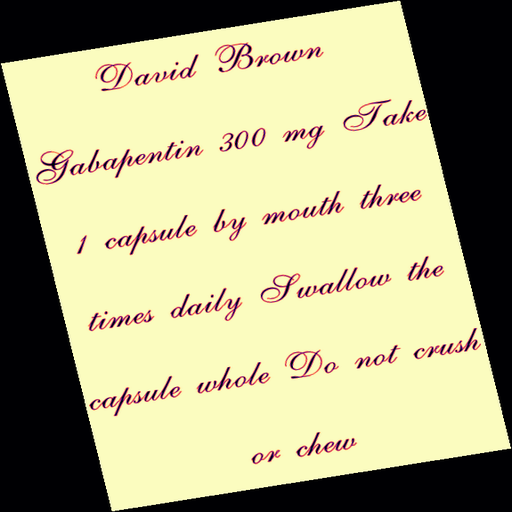 David Brown
Gabapentin 300 mg Take
1 capsule by mouth three
times daily Swallow the
capsule whole Do not crush
or chew